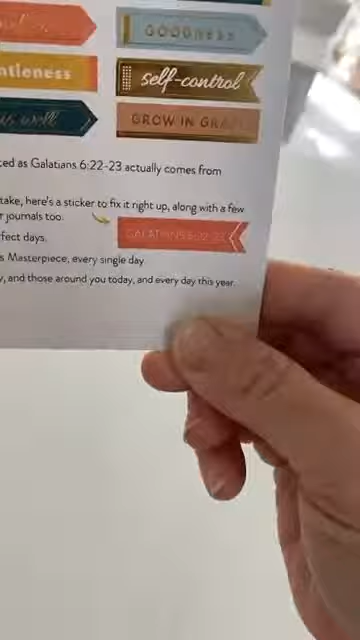 GOODNESS
ntleness
self-control
is well
GROW IN GRA
ced as Galatians 6:22-23 actually comes from
take, here's a sticker to fix it right up, along with a few
r journals too.
GALATIANS 5:22-23
fect days.
s Masterpiece, every single day
y, and those around you today, and every day this year.